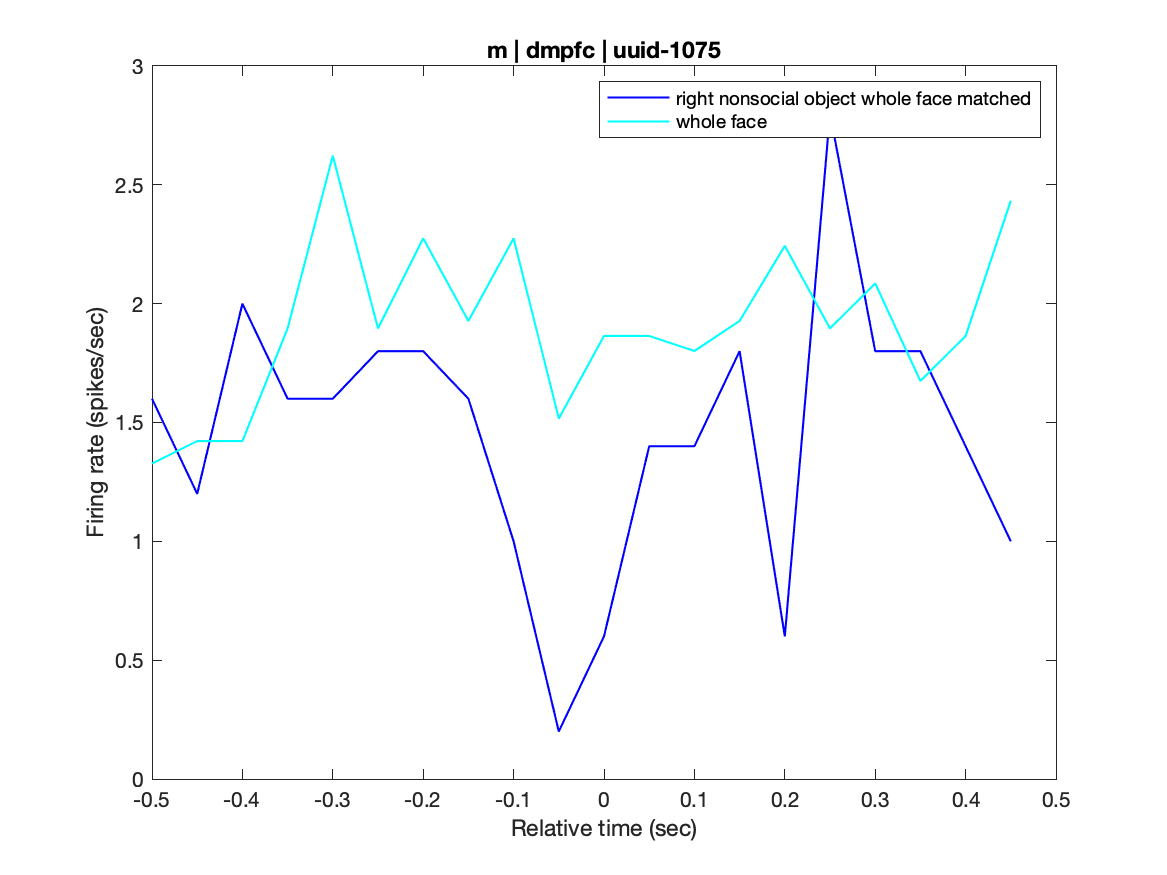 m | dmpfc | uuid-1075
right nonsocial object whole face matched
whole face
3
2.5
2
1.5
1
0.5
0
Firing rate (spikes/sec)
-0.5 -0.4 -0.3 -0.2 -0.1 0 0.1 0.2 0.3 0.4 0.5
Relative time (sec)